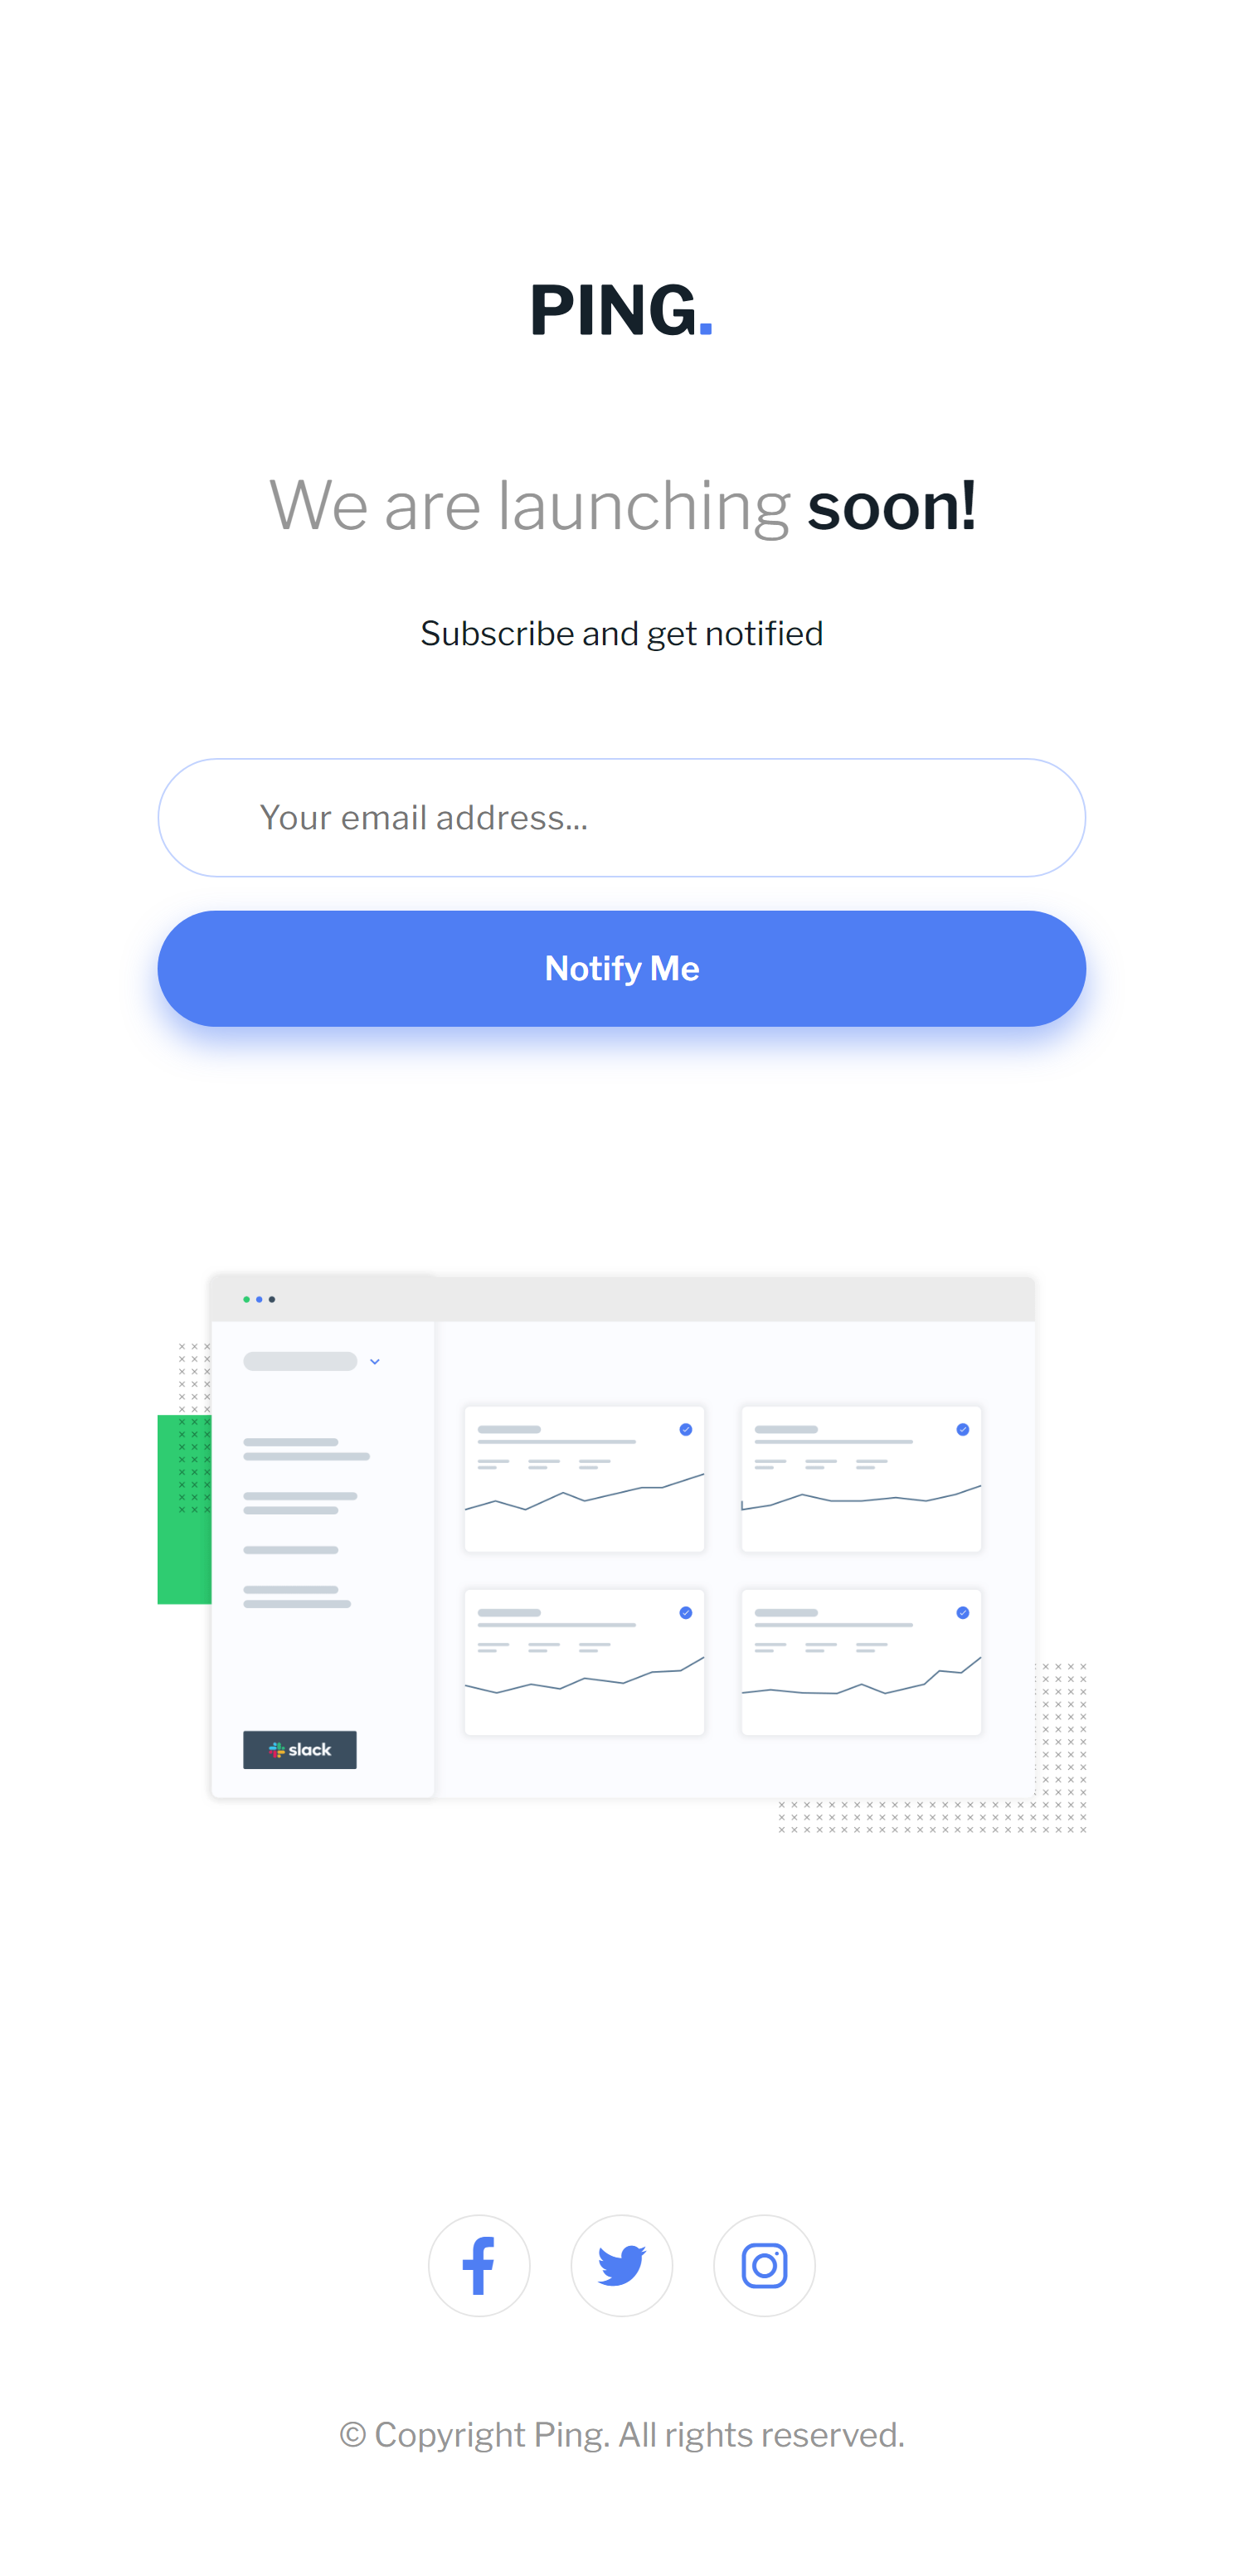 PING.
We are launching soon!
Subscribe and get notified
Your email address...
Notify Me
slack
© Copyright Ping. All rights reserved.